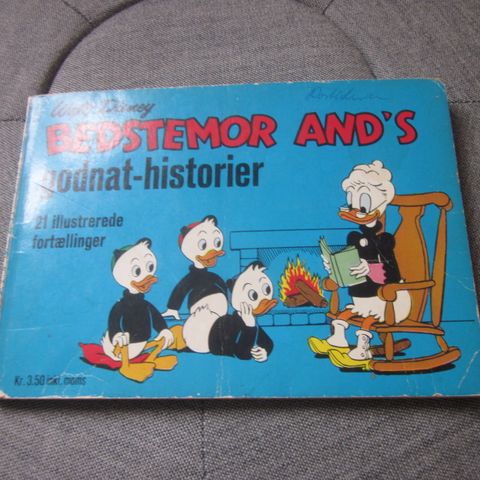 Walt Disney
BEDSTEMOR AND'S
godnat-historier
21 illustrerede
fortællinger
Kr. 3.50 inkl. moms